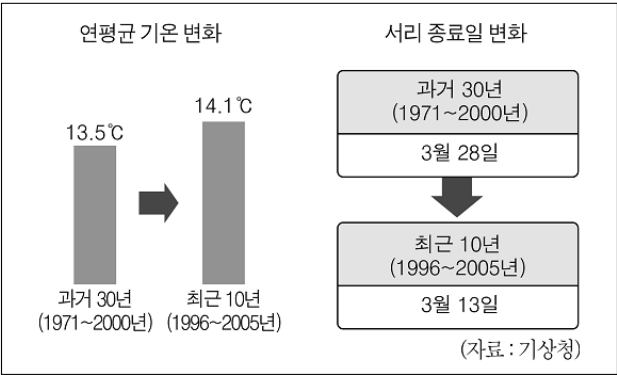 연평균 기온 변화
13.5℃
14.1℃
과거 30년
(1971~2000년)
최근 10년
(1996~2005년)
서리 종료일 변화
과거 30년
(1971~2000년)
3월 28일
최근 10년
(1996~2005년)
3월 13일
(자료 : 기상청)